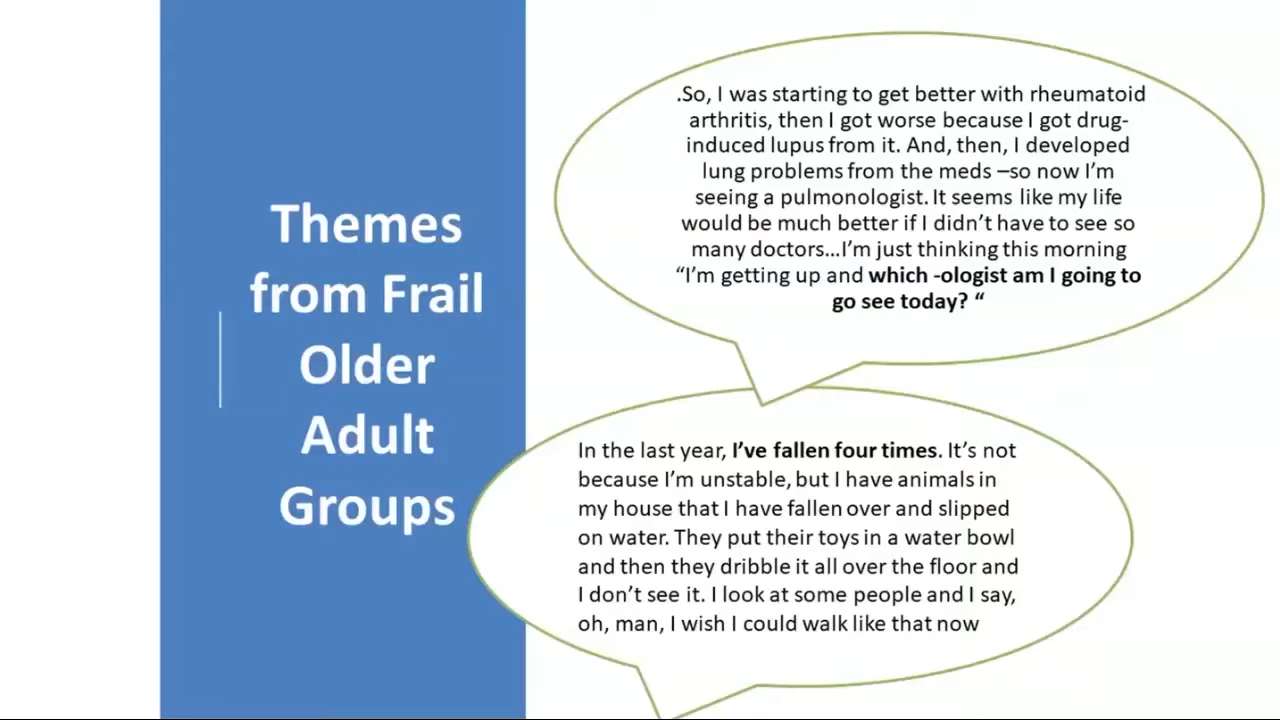 Themes
from Frail
Older
Adult
Groups
.So, I was starting to get better with rheumatoid
arthritis, then I got worse because I got drug-
induced lupus from it. And, then, I developed
lung problems from the meds –so now I’m
seeing a pulmonologist. It seems like my life
would be much better if I didn’t have to see so
many doctors…I’m just thinking this morning
“I’m getting up and which -ologist am I going to
go see today? “
In the last year, I’ve fallen four times. It’s not
because I’m unstable, but I have animals in
my house that I have fallen over and slipped
on water. They put their toys in a water bowl
and then they dribble it all over the floor and
I don’t see it. I look at some people and I say,
oh, man, I wish I could walk like that now